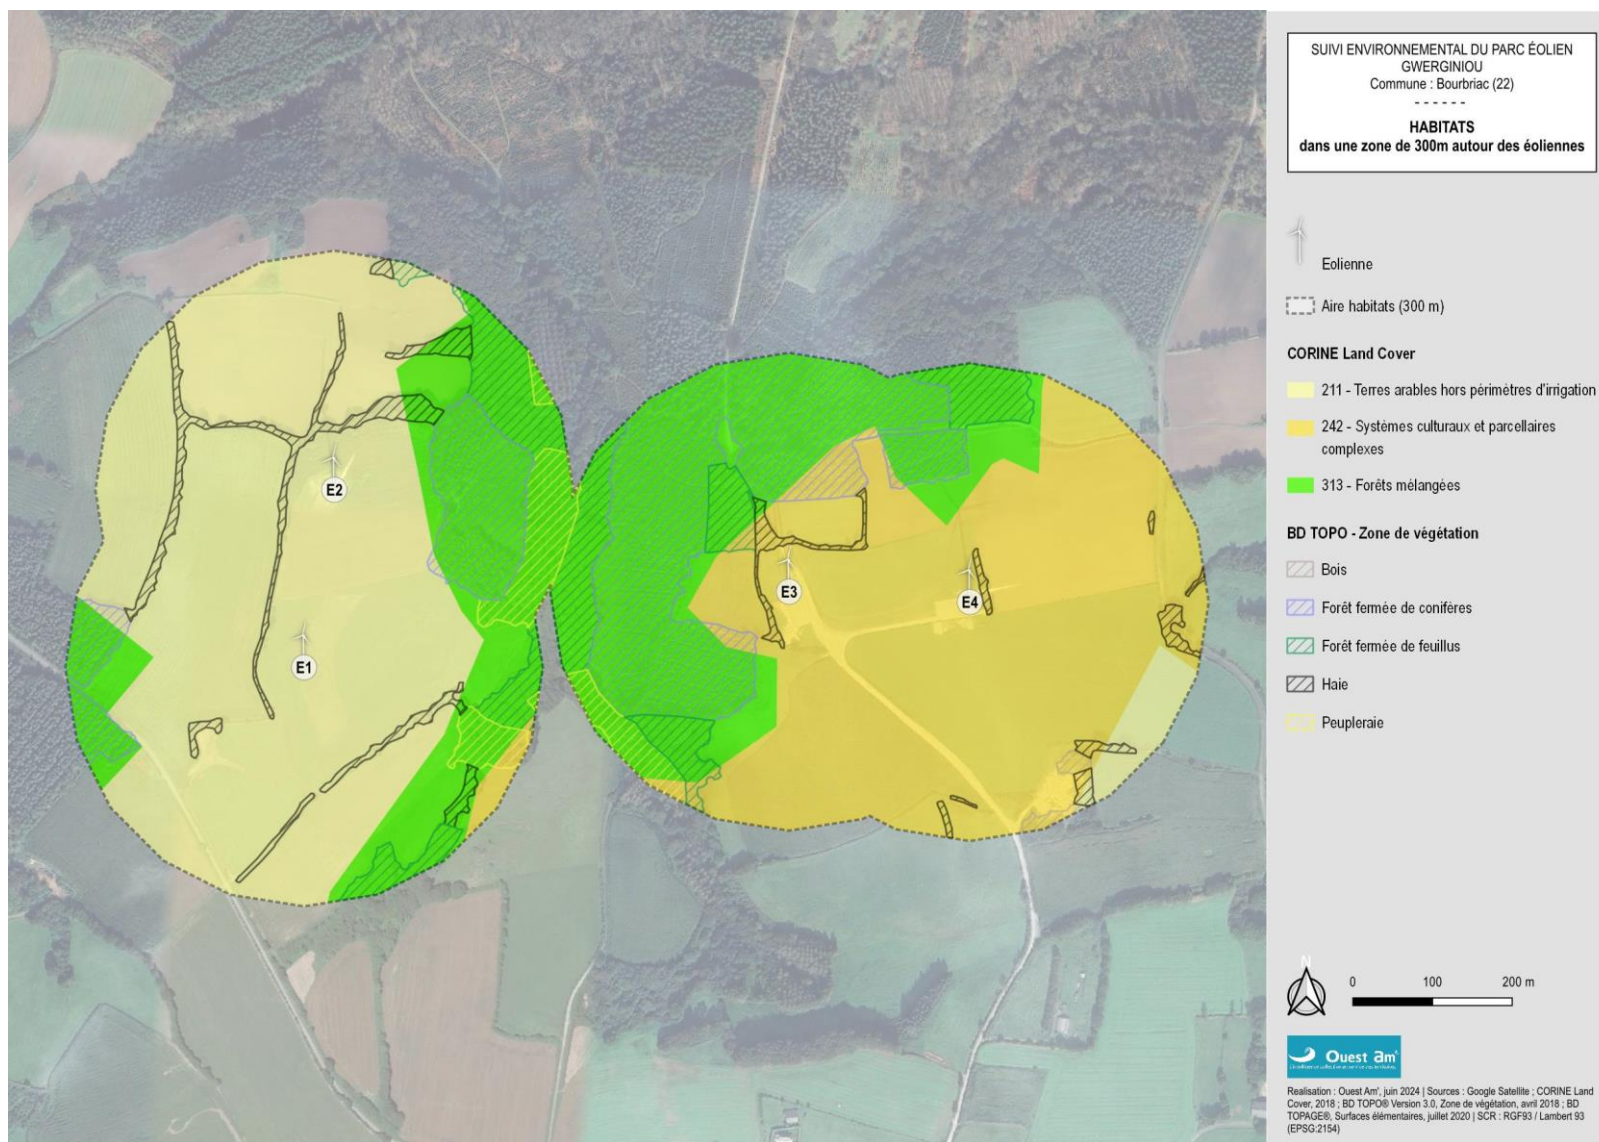 SUIVI ENVIRONNEMENTAL DU PARC ÉOLIEN
GWERGINIOU
Commune : Bourbriac (22)
- - - - - -
HABITATS
dans une zone de 300m autour des éoliennes
Eolienne
Aire habitats (300 m)
CORINE Land Cover
211 - Terres arables hors périmètres d'irrigation
242 - Systèmes culturaux et parcellaires
complexes
313 - Forêts mélangées
BD TOPO - Zone de végétation
Bois
Forêt fermée de conifères
Forêt fermée de feuillus
Haie
Peupleraie
E2
E3
E4
E1
N
0 100 200 m
Ouest am'
Realisation : Ouest Am', juin 2024 | Sources : Google Satellite ; CORINE Land
Cover, 2018 ; BD TOPO® Version 3.0, Zone de végétation, avril 2018 ; BD
TOPAGE®, Surfaces élémentaires, juillet 2020 | SCR : RGF93 / Lambert 93
(EPSG:2154)